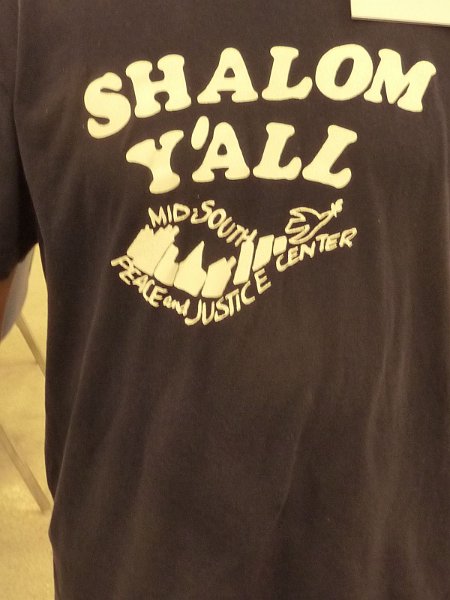 SHALOM
Y'ALL
MID SOUTH
PEACE and JUSTICE CENTER